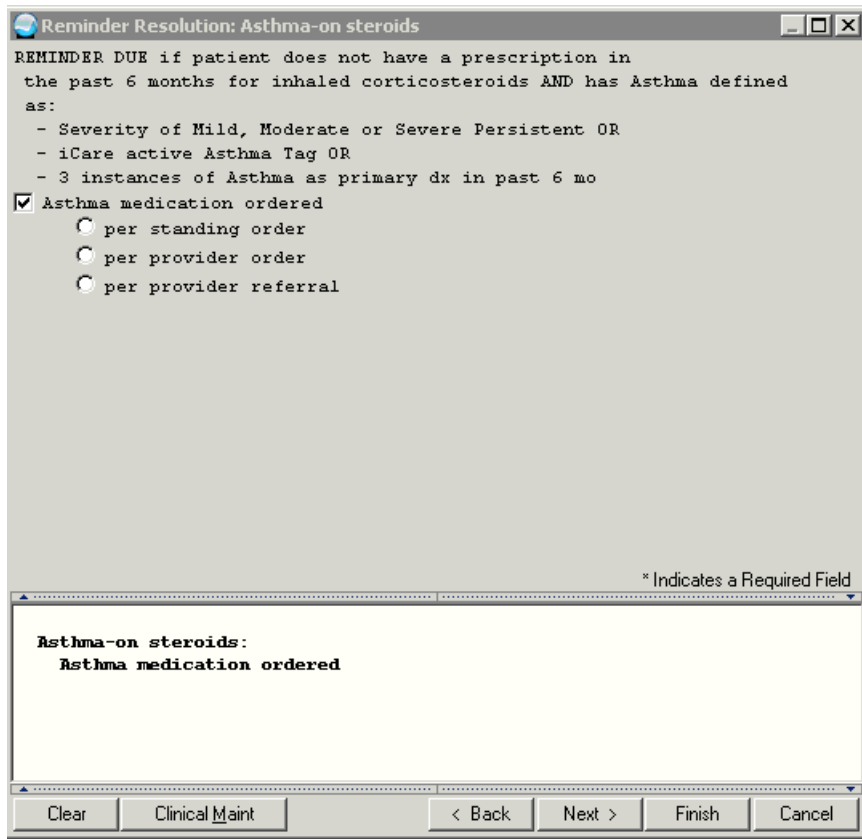 Reminder Resolution: Asthma-on steroids
REMINDER DUE if patient does not have a prescription in
the past 6 months for inhaled corticosteroids AND has Asthma defined
as:
- Severity of Mild, Moderate or Severe Persistent OR
- iCare active Asthma Tag OR
- 3 instances of Asthma as primary dx in past 6 mo
Asthma medication ordered
per standing order
per provider order
per provider referral
* Indicates a Required Field
Asthma-on steroids:
Asthma medication ordered
Clear Clinical Maint < Back Next > Finish Cancel